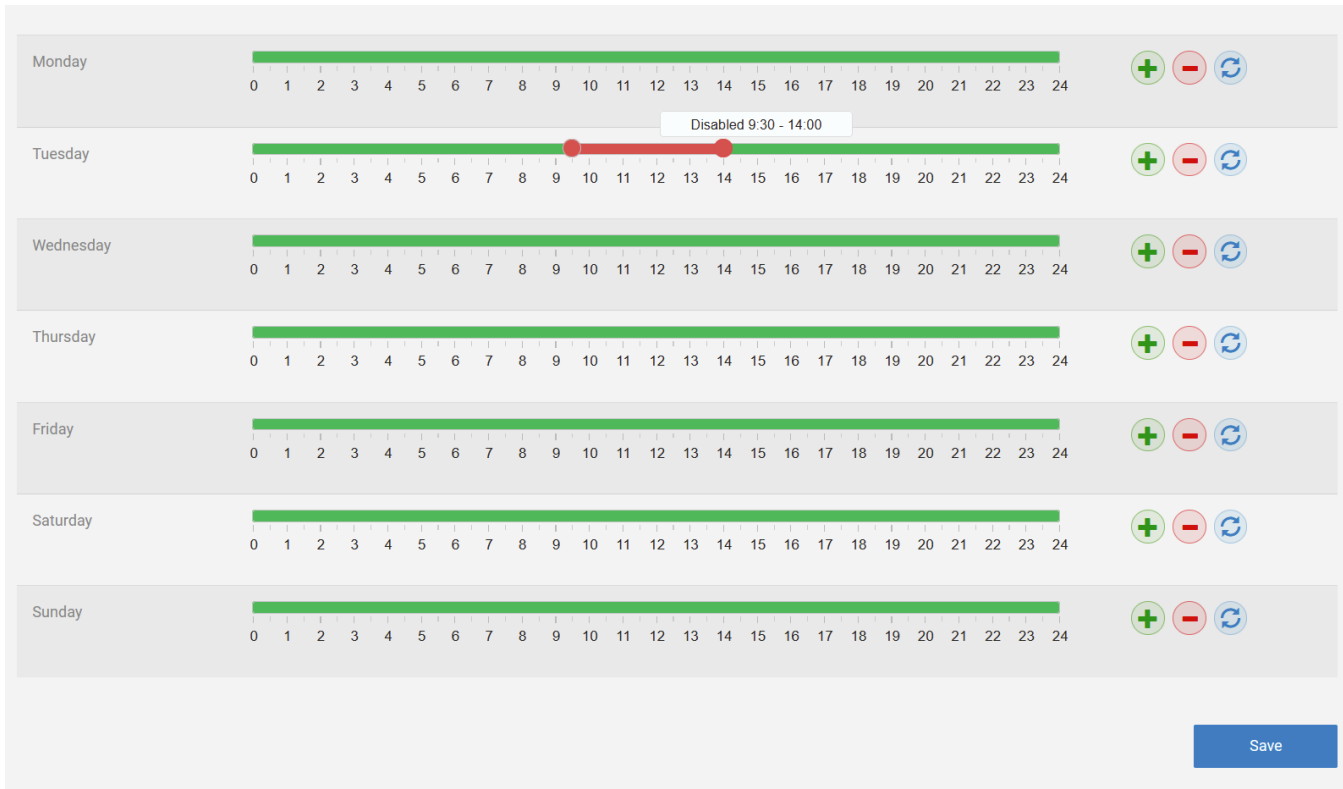 Monday
0 1 2 3 4 5 6 7 8 9 10 11 12 13 14 15 16 17 18 19 20 21 22 23 24
Disabled 9:30 - 14:00
Tuesday
0 1 2 3 4 5 6 7 8 9 10 11 12 13 14 15 16 17 18 19 20 21 22 23 24
Wednesday
0 1 2 3 4 5 6 7 8 9 10 11 12 13 14 15 16 17 18 19 20 21 22 23 24
Thursday
0 1 2 3 4 5 6 7 8 9 10 11 12 13 14 15 16 17 18 19 20 21 22 23 24
Friday
0 1 2 3 4 5 6 7 8 9 10 11 12 13 14 15 16 17 18 19 20 21 22 23 24
Saturday
0 1 2 3 4 5 6 7 8 9 10 11 12 13 14 15 16 17 18 19 20 21 22 23 24
Sunday
0 1 2 3 4 5 6 7 8 9 10 11 12 13 14 15 16 17 18 19 20 21 22 23 24
Save